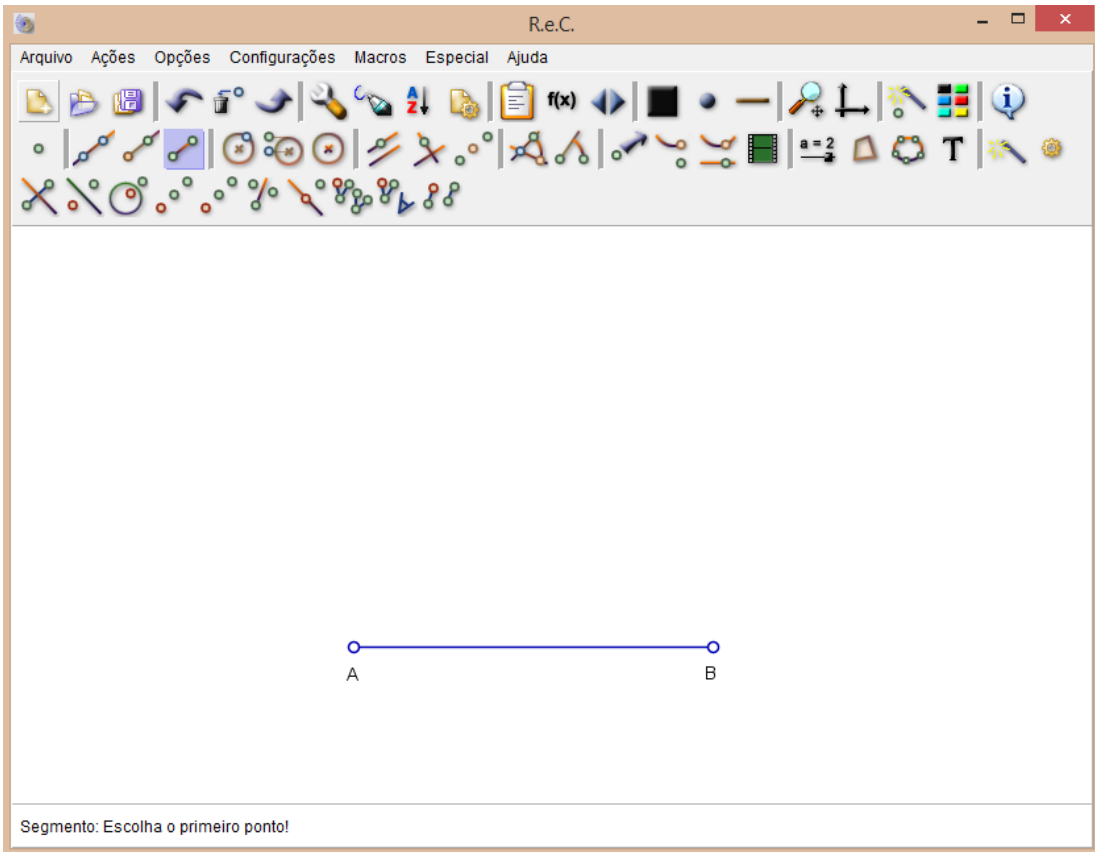 R.e.C.
Arquivo Ações Opções Configurações Macros Especial Ajuda
A Z f(x) i
a = 2 T
A B
Segmento: Escolha o primeiro ponto!